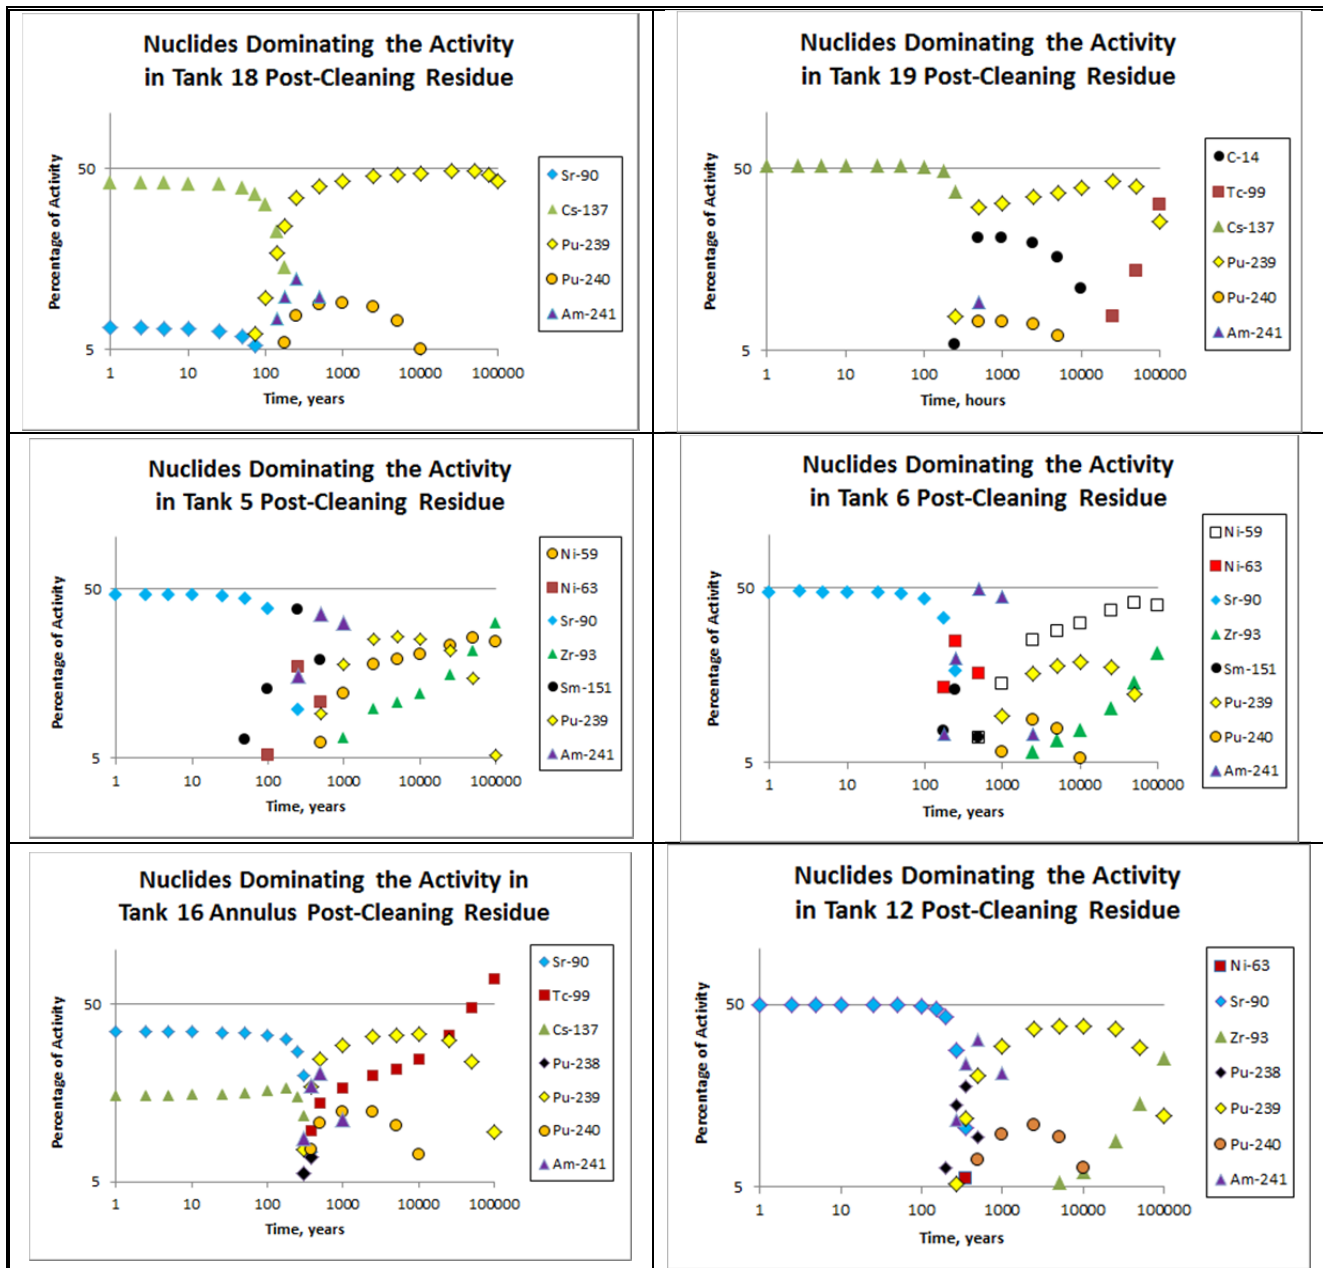 Nuclides Dominating the Activity
in Tank 18 Post-Cleaning Residue
Percentage of Activity
50
5
1 10 100 1000 10000 100000
Time, years
Sr-90
Cs-137
Pu-239
Pu-240
Am-241
Nuclides Dominating the Activity
in Tank 19 Post-Cleaning Residue
Percentage of Activity
50
5
1 10 100 1000 10000 100000
Time, hours
C-14
Tc-99
Cs-137
Pu-239
Pu-240
Am-241
Nuclides Dominating the Activity
in Tank 5 Post-Cleaning Residue
Percentage of Activity
50
5
1 10 100 1000 10000 100000
Time, years
Ni-59
Ni-63
Sr-90
Zr-93
Sm-151
Pu-239
Am-241
Nuclides Dominating the Activity
in Tank 6 Post-Cleaning Residue
Percentage of Activity
50
5
1 10 100 1000 10000 100000
Time, years
Ni-59
Ni-63
Sr-90
Zr-93
Sm-151
Pu-239
Pu-240
Am-241
Nuclides Dominating the Activity in
Tank 16 Annulus Post-Cleaning Residue
Percentage of Activity
50
5
1 10 100 1000 10000 100000
Time, years
Sr-90
Tc-99
Cs-137
Pu-238
Pu-239
Pu-240
Am-241
Nuclides Dominating the Activity
in Tank 12 Post-Cleaning Residue
Percentage of Activity
50
5
1 10 100 1000 10000 100000
Time, years
Ni-63
Sr-90
Zr-93
Pu-238
Pu-239
Pu-240
Am-241